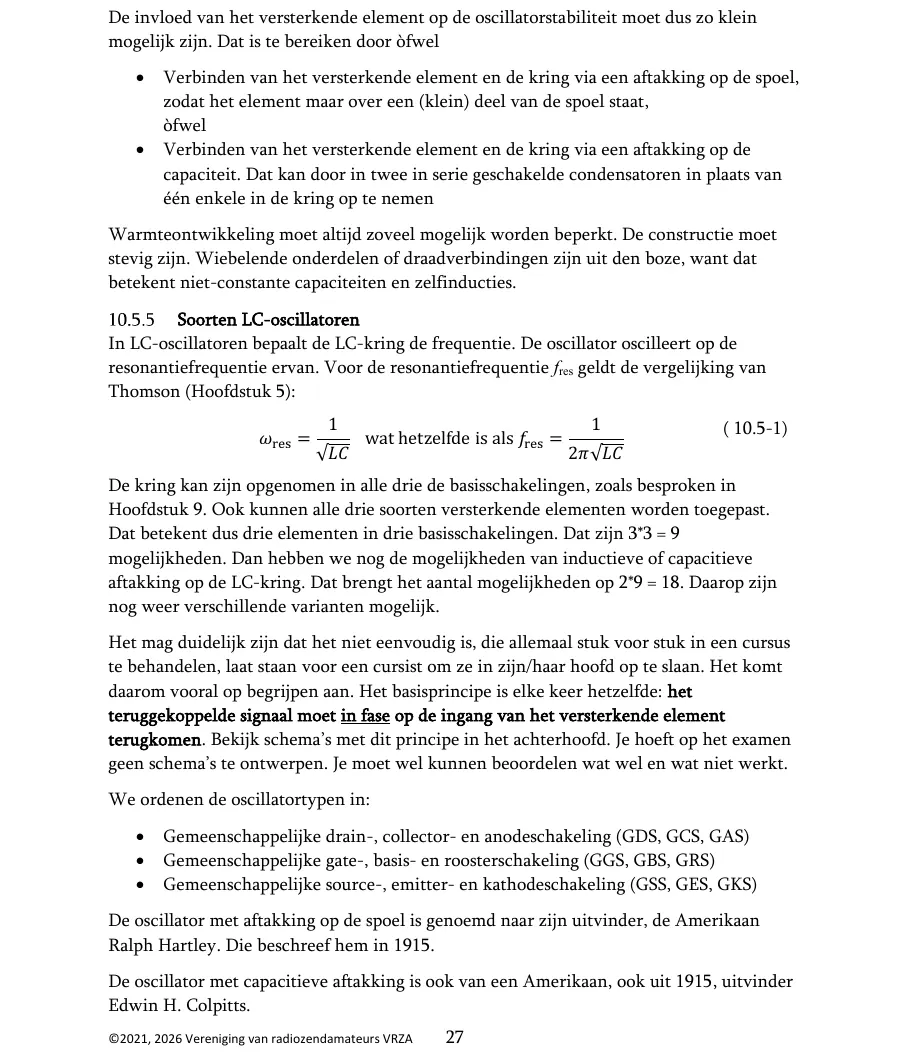 De invloed van het versterkende element op de oscillatorstabiliteit moet dus zo klein
mogelijk zijn. Dat is te bereiken door òfwel
• Verbinden van het versterkende element en de kring via een aftakking op de spoel,
zodat het element maar over een (klein) deel van de spoel staat,
òfwel
• Verbinden van het versterkende element en de kring via een aftakking op de
capaciteit. Dat kan door in twee in serie geschakelde condensatoren in plaats van
één enkele in de kring op te nemen
Warmteontwikkeling moet altijd zoveel mogelijk worden beperkt. De constructie moet
stevig zijn. Wiebelende onderdelen of draadverbindingen zijn uit den boze, want dat
betekent niet-constante capaciteiten en zelfinducties.
10.5.5 Soorten LC-oscillatoren
In LC-oscillatoren bepaalt de LC-kring de frequentie. De oscillator oscilleert op de
resonantiefrequentie ervan. Voor de resonantiefrequentie fres geldt de vergelijking van
Thomson (Hoofdstuk 5):
ωres = 1/√LC wat hetzelfde is als fres = 1/2π√LC ( 10.5-1)
De kring kan zijn opgenomen in alle drie de basisschakelingen, zoals besproken in
Hoofdstuk 9. Ook kunnen alle drie soorten versterkende elementen worden toegepast.
Dat betekent dus drie elementen in drie basisschakelingen. Dat zijn 3*3 = 9
mogelijkheden. Dan hebben we nog de mogelijkheden van inductieve of capacitieve
aftakking op de LC-kring. Dat brengt het aantal mogelijkheden op 2*9 = 18. Daarop zijn
nog weer verschillende varianten mogelijk.
Het mag duidelijk zijn dat het niet eenvoudig is, die allemaal stuk voor stuk in een cursus
te behandelen, laat staan voor een cursist om ze in zijn/haar hoofd op te slaan. Het komt
daarom vooral op begrijpen aan. Het basisprincipe is elke keer hetzelfde: het
teruggekoppelde signaal moet in fase op de ingang van het versterkende element
terugkomen. Bekijk schema's met dit principe in het achterhoofd. Je hoeft op het examen
geen schema's te ontwerpen. Je moet wel kunnen beoordelen wat wel en wat niet werkt.
We ordenen de oscillatortypen in:
• Gemeenschappelijke drain-, collector- en anodeschakeling (GDS, GCS, GAS)
• Gemeenschappelijke gate-, basis- en roosterschakeling (GGS, GBS, GRS)
• Gemeenschappelijke source-, emitter- en kathodeschakeling (GSS, GES, GKS)
De oscillator met aftakking op de spoel is genoemd naar zijn uitvinder, de Amerikaan
Ralph Hartley. Die beschreef hem in 1915.
De oscillator met capacitieve aftakking is ook van een Amerikaan, ook uit 1915, uitvinder
Edwin H. Colpitts.
©2021, 2026 Vereniging van radiozendamateurs VRZA 27